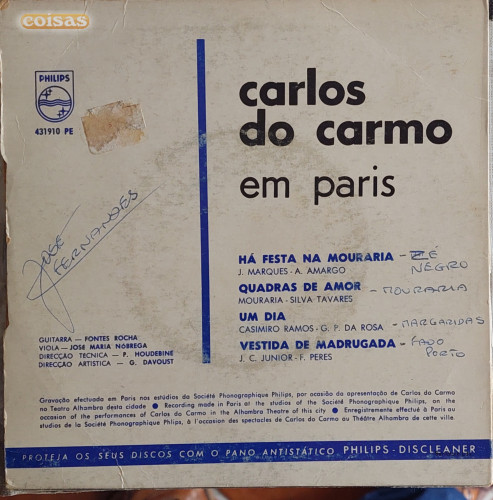 coisas
PHILIPS
431910 PE
carlos
do carmo
em paris
JOSÉ
FERNANDES
HÁ FESTA NA MOURARIA - ZÉ
J. MARQUES - A. AMARGO NEGRO
QUADRAS DE AMOR - MOURARIA
MOURARIA - SILVA TAVARES
UM DIA
CASIMIRO RAMOS - G. P. DA ROSA - MARGARIDAS
VESTIDA DE MADRUGADA - FADO
J. C. JUNIOR - F. PERES PORTO
GUITARRA — FONTES ROCHA
VIOLA — JOSE MARIA NÓBREGA
DIRECÇÃO TECNICA — P. HOUDEBINE
DIRECÇÃO ARTISTICA — G. DAVOUST
Gravação efectuada em Paris nos estúdios da Société Phonographique Philips, por ocasião da apresentação de Carlos do Carmo
no Teatro Alhambra desta cidade ● Recording made in Paris at the studios of the Société Phonographique Philips, on the
occasion of the performances of Carlos do Carmo in the Alhambra Theatre of this city ● Enregistrement effectué à Paris au
studios de la Société Phonographique Phlips, à l'occasion des spectacles de Carlos do Carmo au Théâtre Alhambra de cette ville.
PROTEJA OS SEUS DISCOS COM O PANO ANTISTÁTICO PHILIPS - DISCLEANER